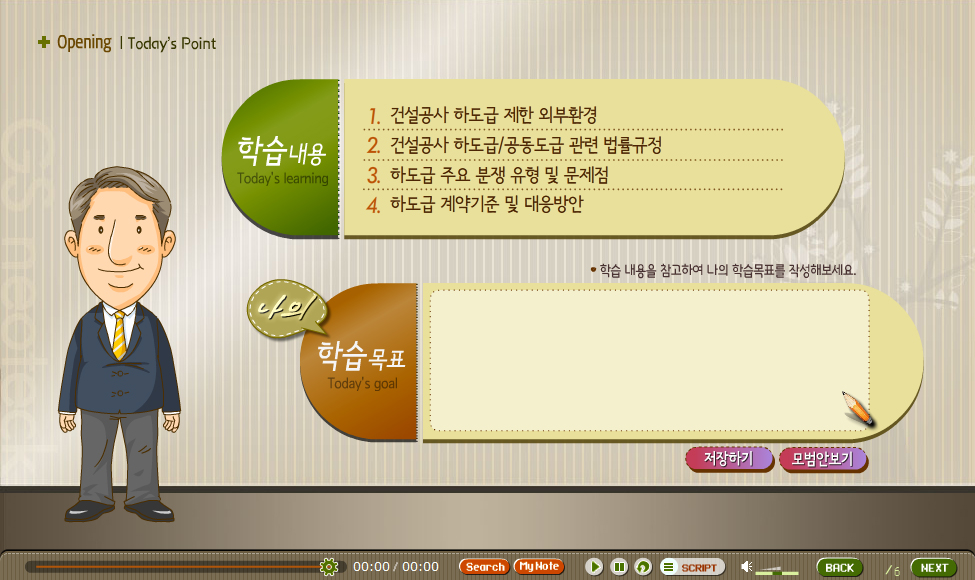 Opening | Today's Point
학습내용
Today's learning
1. 건설공사 하도급 제한 외부환경
2. 건설공사 하도급/공동도급 관련 법률규정
3. 하도급 주요 분쟁 유형 및 문제점
4. 하도급 계약기준 및 대응방안
• 학습 내용을 참고하여 나의 학습목표를 작성해보세요.
나의
학습목표
Today's goal
저장하기 모범안보기
00:00 / 00:00 Search My Note SCRIPT BACK / 6 NEXT